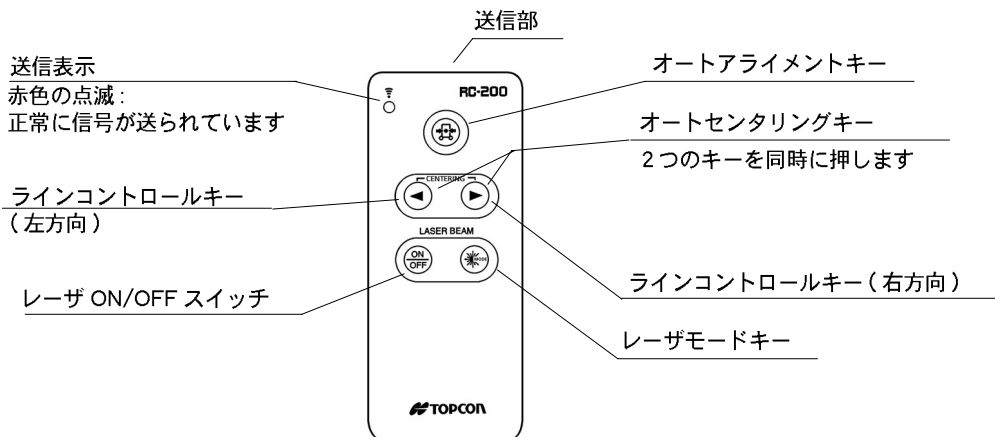 送信部
送信表示
赤色の点滅:
正常に信号が送られています
オートアライメントキー
RC-200
オートセンタリングキー
2つのキーを同時に押します
CENTERING
ラインコントロールキー
(左方向)
LASER BEAM
ON
OFF
MODE
ラインコントロールキー(右方向)
レーザ ON/OFF スイッチ
レーザモードキー
TOPCON